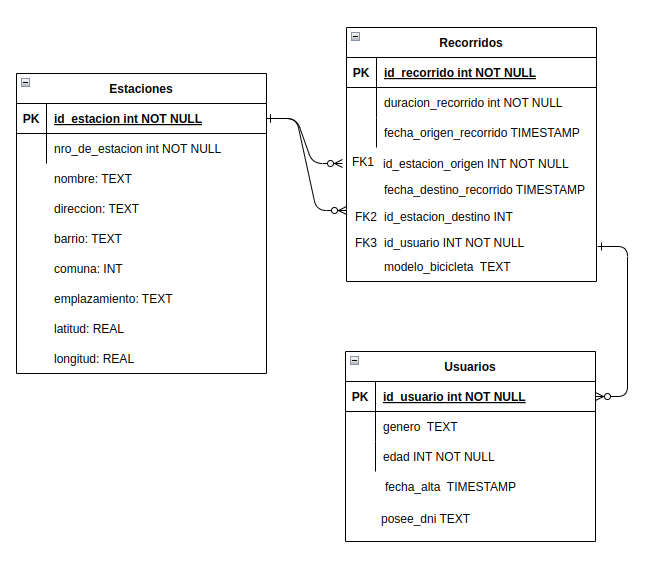 Estaciones
PK id_estacion int NOT NULL
nro_de_estacion int NOT NULL
nombre: TEXT
direccion: TEXT
barrio: TEXT
comuna: INT
emplazamiento: TEXT
latitud: REAL
longitud: REAL
Recorridos
PK id_recorrido int NOT NULL
duracion_recorrido int NOT NULL
fecha_origen_recorrido TIMESTAMP
FK1 id_estacion_origen INT NOT NULL
fecha_destino_recorrido TIMESTAMP
FK2 id_estacion_destino INT
FK3 id_usuario INT NOT NULL
modelo_bicicleta TEXT
Usuarios
PK id_usuario int NOT NULL
genero TEXT
edad INT NOT NULL
fecha_alta TIMESTAMP
posee_dni TEXT